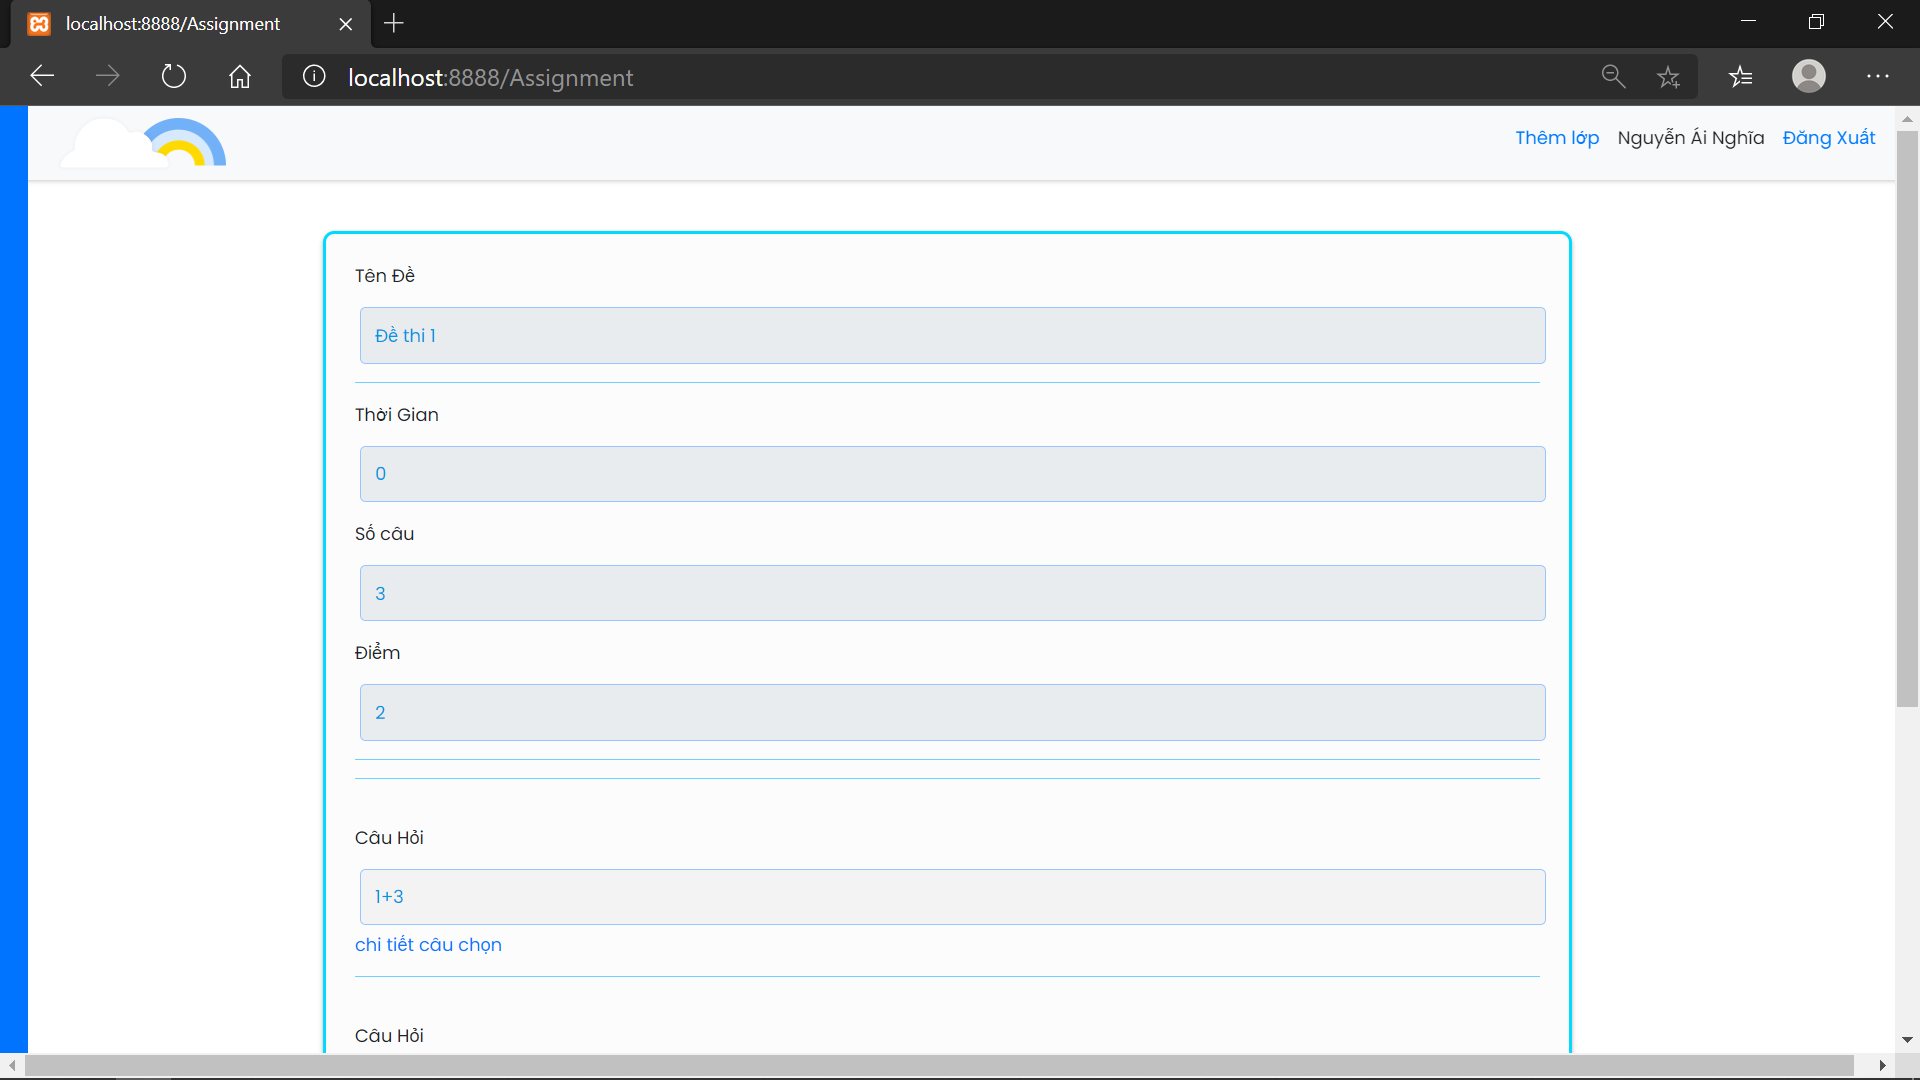 localhost:8888/Assignment
localhost:8888/Assignment
Thêm lớp Nguyễn Ái Nghĩa Đăng Xuất
Tên Đề
Đề thi 1
Thời Gian
0
Số câu
3
Điểm
2
Câu Hỏi
1+3
chi tiết câu chọn
Câu Hỏi